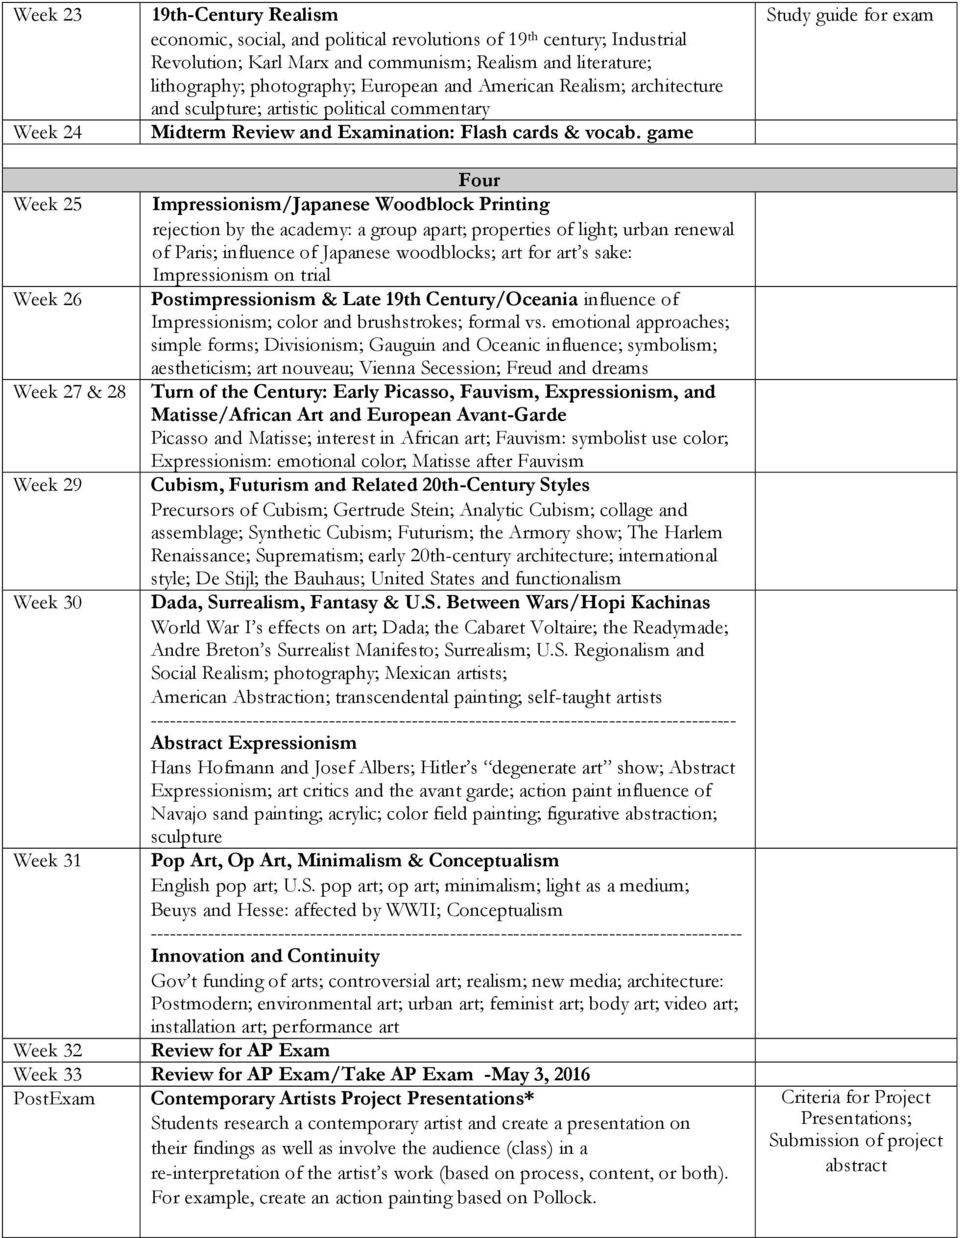 Week 23
19th-Century Realism
Study guide for exam
economic, social, and political revolutions of 19th century; Industrial
Revolution; Karl Marx and communism; Realism and literature;
lithography; photography; European and American Realism; architecture
and sculpture; artistic political commentary
Week 24
Midterm Review and Examination: Flash cards & vocab. game
Four
Week 25
Impressionism/Japanese Woodblock Printing
rejection by the academy: a group apart; properties of light; urban renewal
of Paris; influence of Japanese woodblocks; art for art's sake:
Impressionism on trial
Week 26
Postimpressionism & Late 19th Century/Oceania influence of
Impressionism; color and brushstrokes; formal vs. emotional approaches;
simple forms; Divisionism; Gauguin and Oceanic influence; symbolism;
aestheticism; art nouveau; Vienna Secession; Freud and dreams
Week 27 & 28
Turn of the Century: Early Picasso, Fauvism, Expressionism, and
Matisse/African Art and European Avant-Garde
Picasso and Matisse; interest in African art; Fauvism: symbolist use color;
Expressionism: emotional color; Matisse after Fauvism
Week 29
Cubism, Futurism and Related 20th-Century Styles
Precursors of Cubism; Gertrude Stein; Analytic Cubism; collage and
assemblage; Synthetic Cubism; Futurism; the Armory show; The Harlem
Renaissance; Suprematism; early 20th-century architecture; international
style; De Stijl; the Bauhaus; United States and functionalism
Week 30
Dada, Surrealism, Fantasy & U.S. Between Wars/Hopi Kachinas
World War I's effects on art; Dada; the Cabaret Voltaire; the Readymade;
Andre Breton's Surrealist Manifesto; Surrealism; U.S. Regionalism and
Social Realism; photography; Mexican artists;
American Abstraction; transcendental painting; self-taught artists
-------------------------------------------------------------------------------------------
Abstract Expressionism
Hans Hofmann and Josef Albers; Hitler's “degenerate art” show; Abstract
Expressionism; art critics and the avant garde; action paint influence of
Navajo sand painting; acrylic; color field painting; figurative abstraction;
sculpture
Week 31
Pop Art, Op Art, Minimalism & Conceptualism
English pop art; U.S. pop art; op art; minimalism; light as a medium;
Beuys and Hesse: affected by WWII; Conceptualism
--------------------------------------------------------------------------------------------
Innovation and Continuity
Gov't funding of arts; controversial art; realism; new media; architecture:
Postmodern; environmental art; urban art; feminist art; body art; video art;
installation art; performance art
Week 32
Review for AP Exam
Week 33
Review for AP Exam/Take AP Exam -May 3, 2016
PostExam
Contemporary Artists Project Presentations*
Students research a contemporary artist and create a presentation on
their findings as well as involve the audience (class) in a
re-interpretation of the artist's work (based on process, content, or both).
For example, create an action painting based on Pollock.
Criteria for Project
Presentations;
Submission of project
abstract